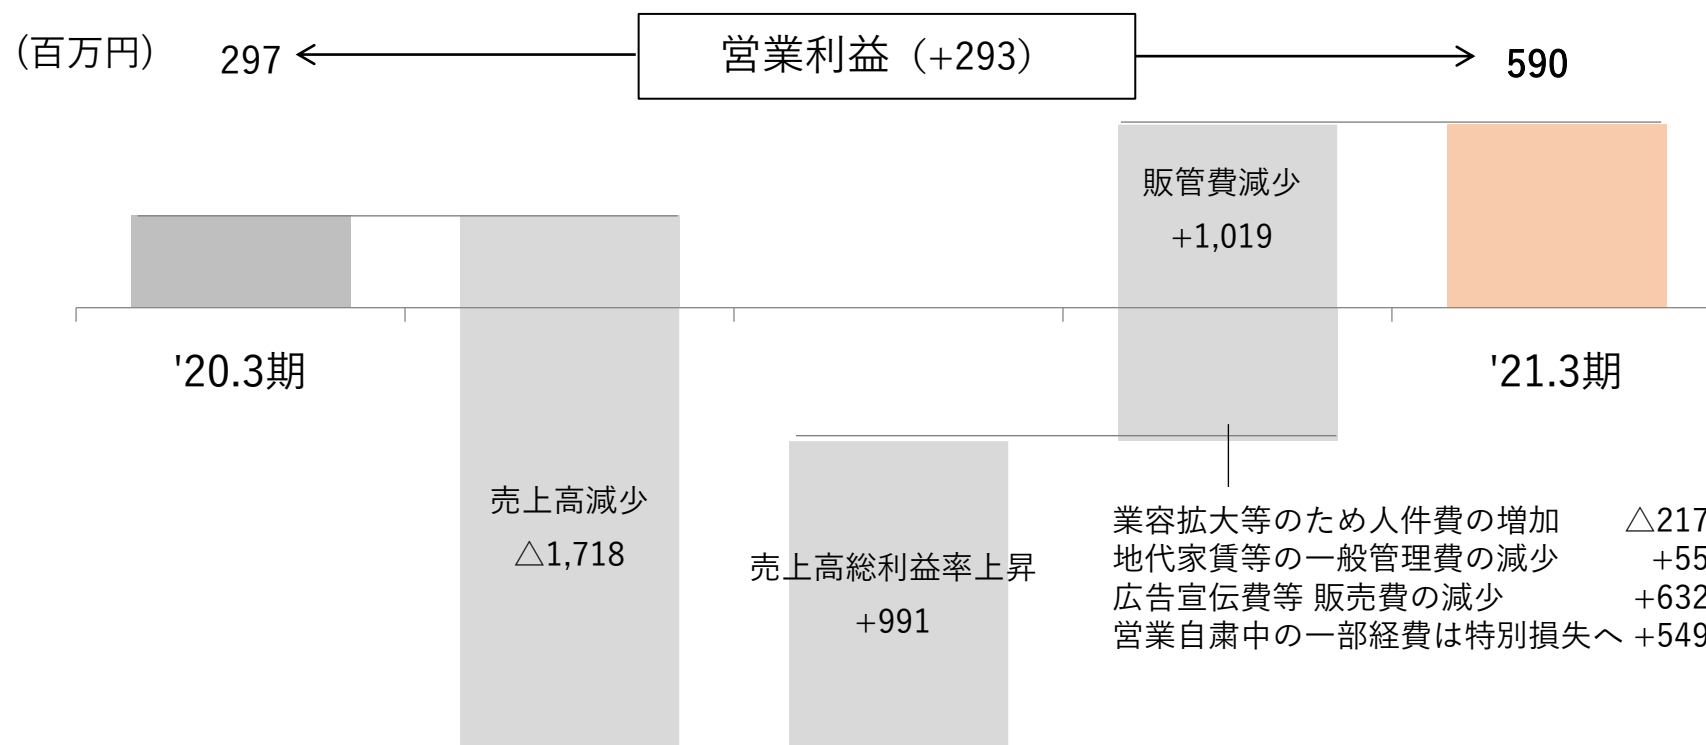 (百万円)
297
営業利益（+293）
590
販管費減少
+1,019
'20.3期
'21.3期
売上高減少
△1,718
売上高総利益率上昇
+991
業容拡大等のため人件費の増加 △217
地代家賃等の一般管理費の減少 +55
広告宣伝費等 販売費の減少 +632
営業自粛中の一部経費は特別損失へ +549